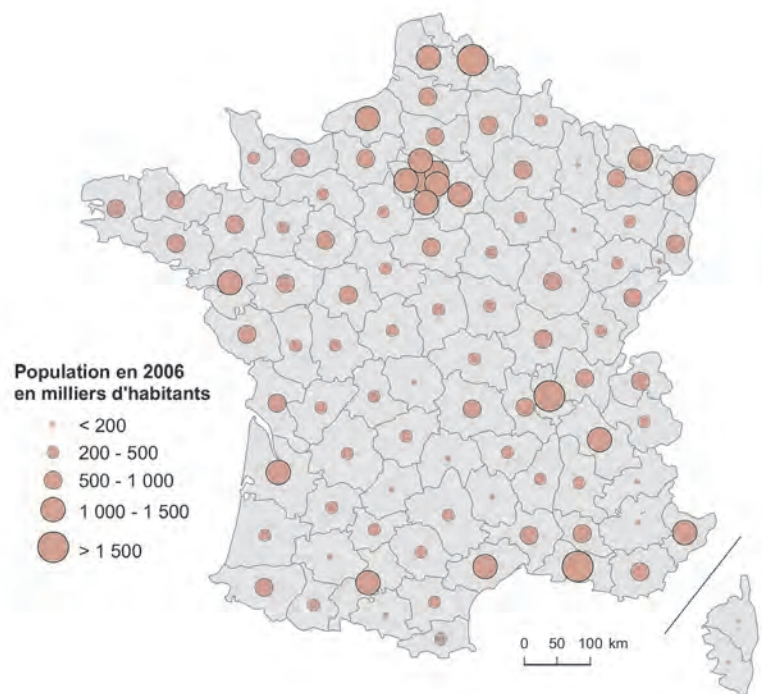 Population en 2006
en milliers d'habitants
< 200
200 - 500
500 - 1 000
1 000 - 1 500
> 1 500
0 50 100 km